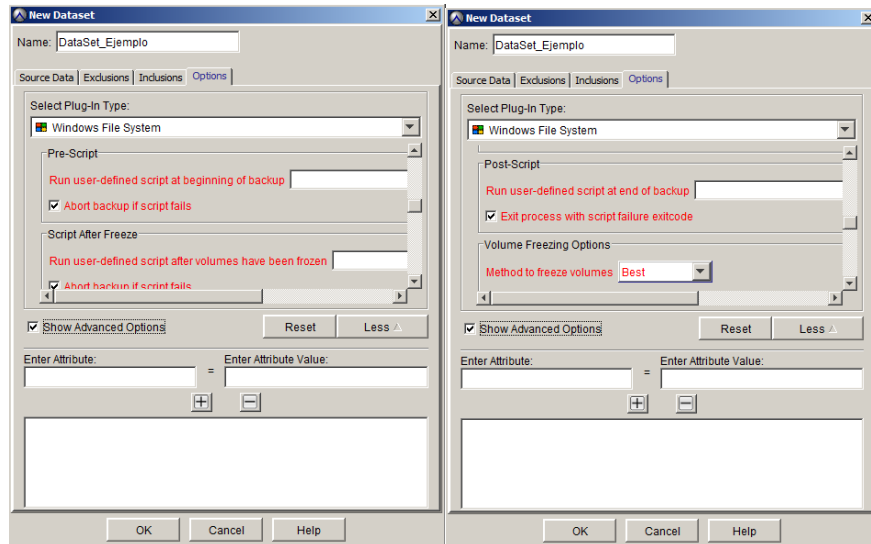 New Dataset
Name: DataSet_Ejemplo
Source Data Exclusions Inclusions Options
Select Plug-In Type:
Windows File System
Pre-Script
Run user-defined script at beginning of backup
Abort backup if script fails
Script After Freeze
Run user-defined script after volumes have been frozen
Abort backup if script fails
Show Advanced Options Reset Less
Enter Attribute: = Enter Attribute Value:
OK Cancel Help
New Dataset
Name: DataSet_Ejemplo
Source Data Exclusions Inclusions Options
Select Plug-In Type:
Windows File System
Post-Script
Run user-defined script at end of backup
Exit process with script failure exitcode
Volume Freezing Options
Method to freeze volumes Best
Show Advanced Options Reset Less
Enter Attribute: = Enter Attribute Value:
OK Cancel Help